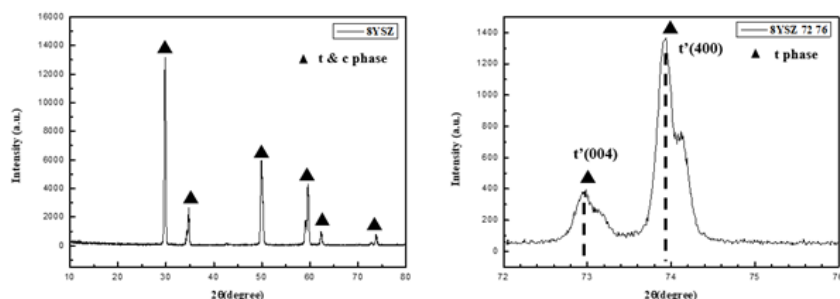 16000
14000
12000
10000
8000
6000
4000
2000
0
Intensity (a.u.)
8YSZ
▲ t & c phase
10 20 30 40 50 60 70 80
2θ(degree)
1400
1200
1000
800
600
400
200
0
Intensity (a.u.)
8YSZ 72 76
▲ t phase
t’(400)
t’(004)
72 73 74 75 76
2θ(degree)